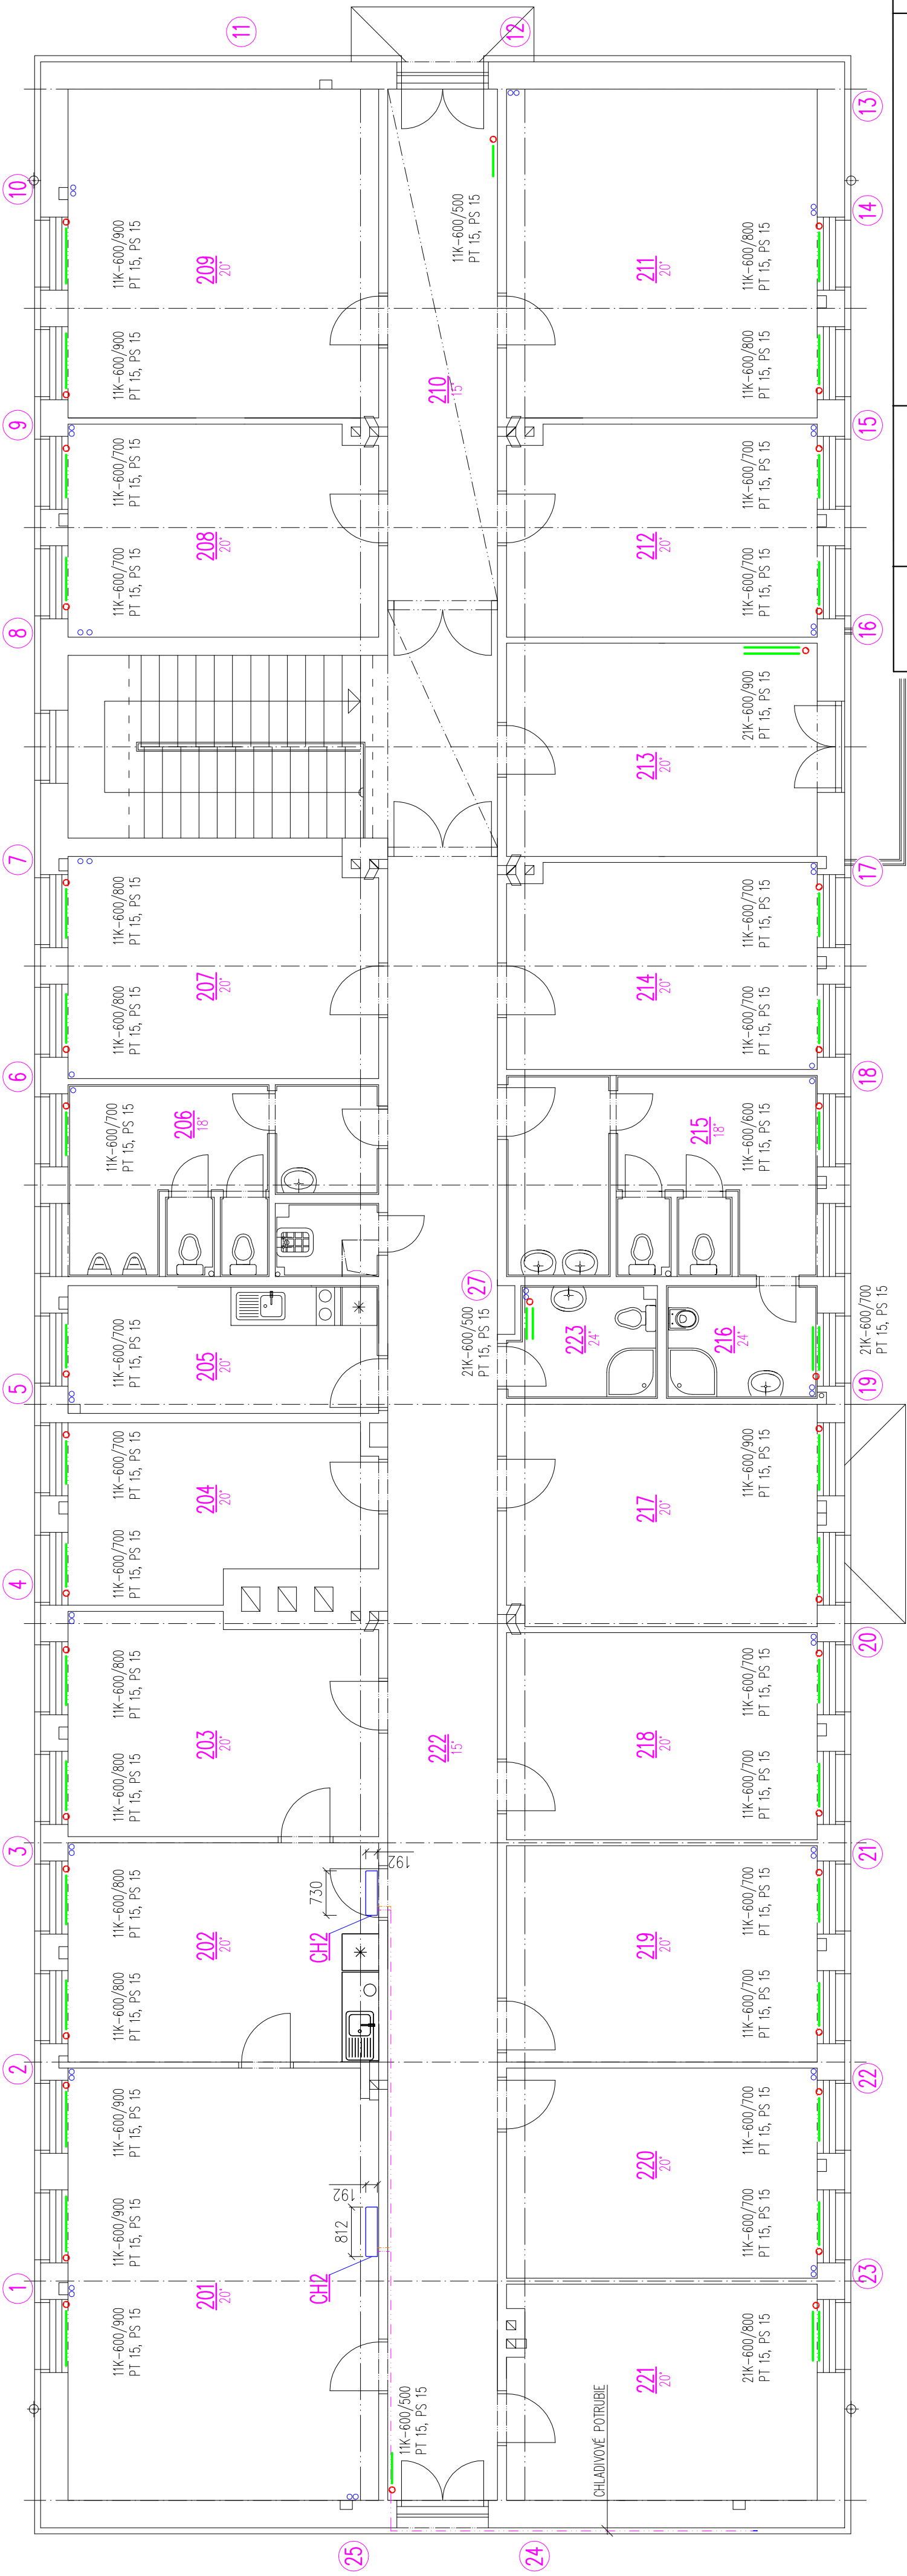 11
12
10
13
14
11K-600/900
PT 15, PS 15
209
20°
11K-600/500
PT 15, PS 15
211
20°
11K-600/800
PT 15, PS 15
11K-600/900
PT 15, PS 15
210
15°
11K-600/800
PT 15, PS 15
9
15
11K-600/700
PT 15, PS 15
11K-600/700
PT 15, PS 15
208
20°
212
20°
11K-600/700
PT 15, PS 15
11K-600/700
PT 15, PS 15
8
16
21K-600/900
PT 15, PS 15
213
20°
7
17
11K-600/800
PT 15, PS 15
11K-600/700
PT 15, PS 15
207
20°
214
20°
11K-600/800
PT 15, PS 15
11K-600/700
PT 15, PS 15
6
18
11K-600/700
PT 15, PS 15
206
18°
215
18°
11K-600/600
PT 15, PS 15
27
21K-600/500
PT 15, PS 15
223
24°
216
24°
21K-600/700
PT 15, PS 15
11K-600/700
PT 15, PS 15
205
20°
5
19
11K-600/700
PT 15, PS 15
204
20°
11K-600/700
PT 15, PS 15
217
20°
11K-600/900
PT 15, PS 15
4
20
11K-600/800
PT 15, PS 15
203
20°
11K-600/800
PT 15, PS 15
222
15°
218
20°
11K-600/700
PT 15, PS 15
11K-600/700
PT 15, PS 15
3
21
192
730
CH2
11K-600/800
PT 15, PS 15
202
20°
11K-600/800
PT 15, PS 15
219
20°
11K-600/700
PT 15, PS 15
11K-600/700
PT 15, PS 15
2
22
11K-600/900
PT 15, PS 15
11K-600/900
PT 15, PS 15
192
812
CH2
220
20°
11K-600/700
PT 15, PS 15
11K-600/700
PT 15, PS 15
1
23
201
20°
11K-600/900
PT 15, PS 15
11K-600/500
PT 15, PS 15
221
20°
21K-600/800
PT 15, PS 15
CHLADIVOVÉ POTRUBIE
25
24